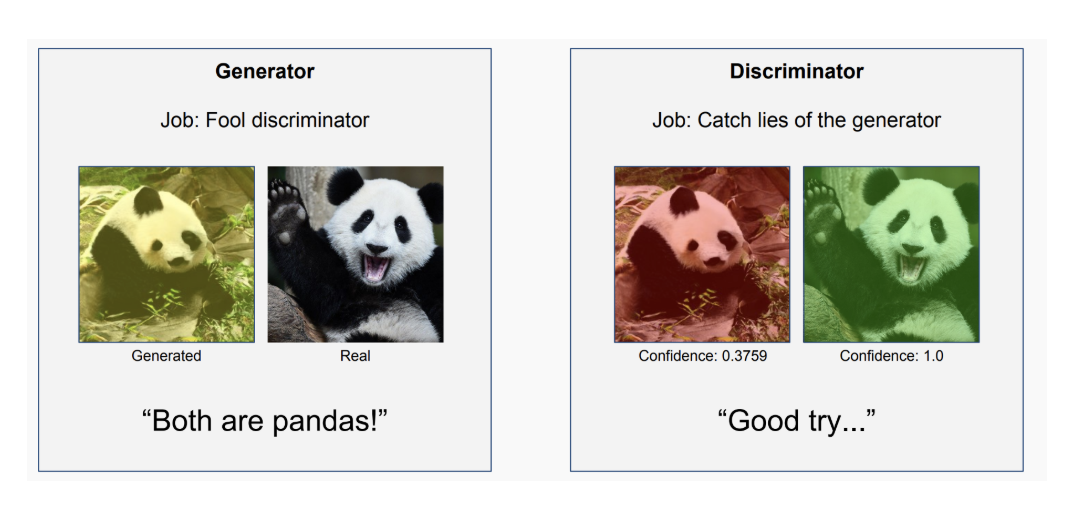 Generator
Job: Fool discriminator
Generated
Real
“Both are pandas!”
Discriminator
Job: Catch lies of the generator
Confidence: 0.3759
Confidence: 1.0
“Good try...”